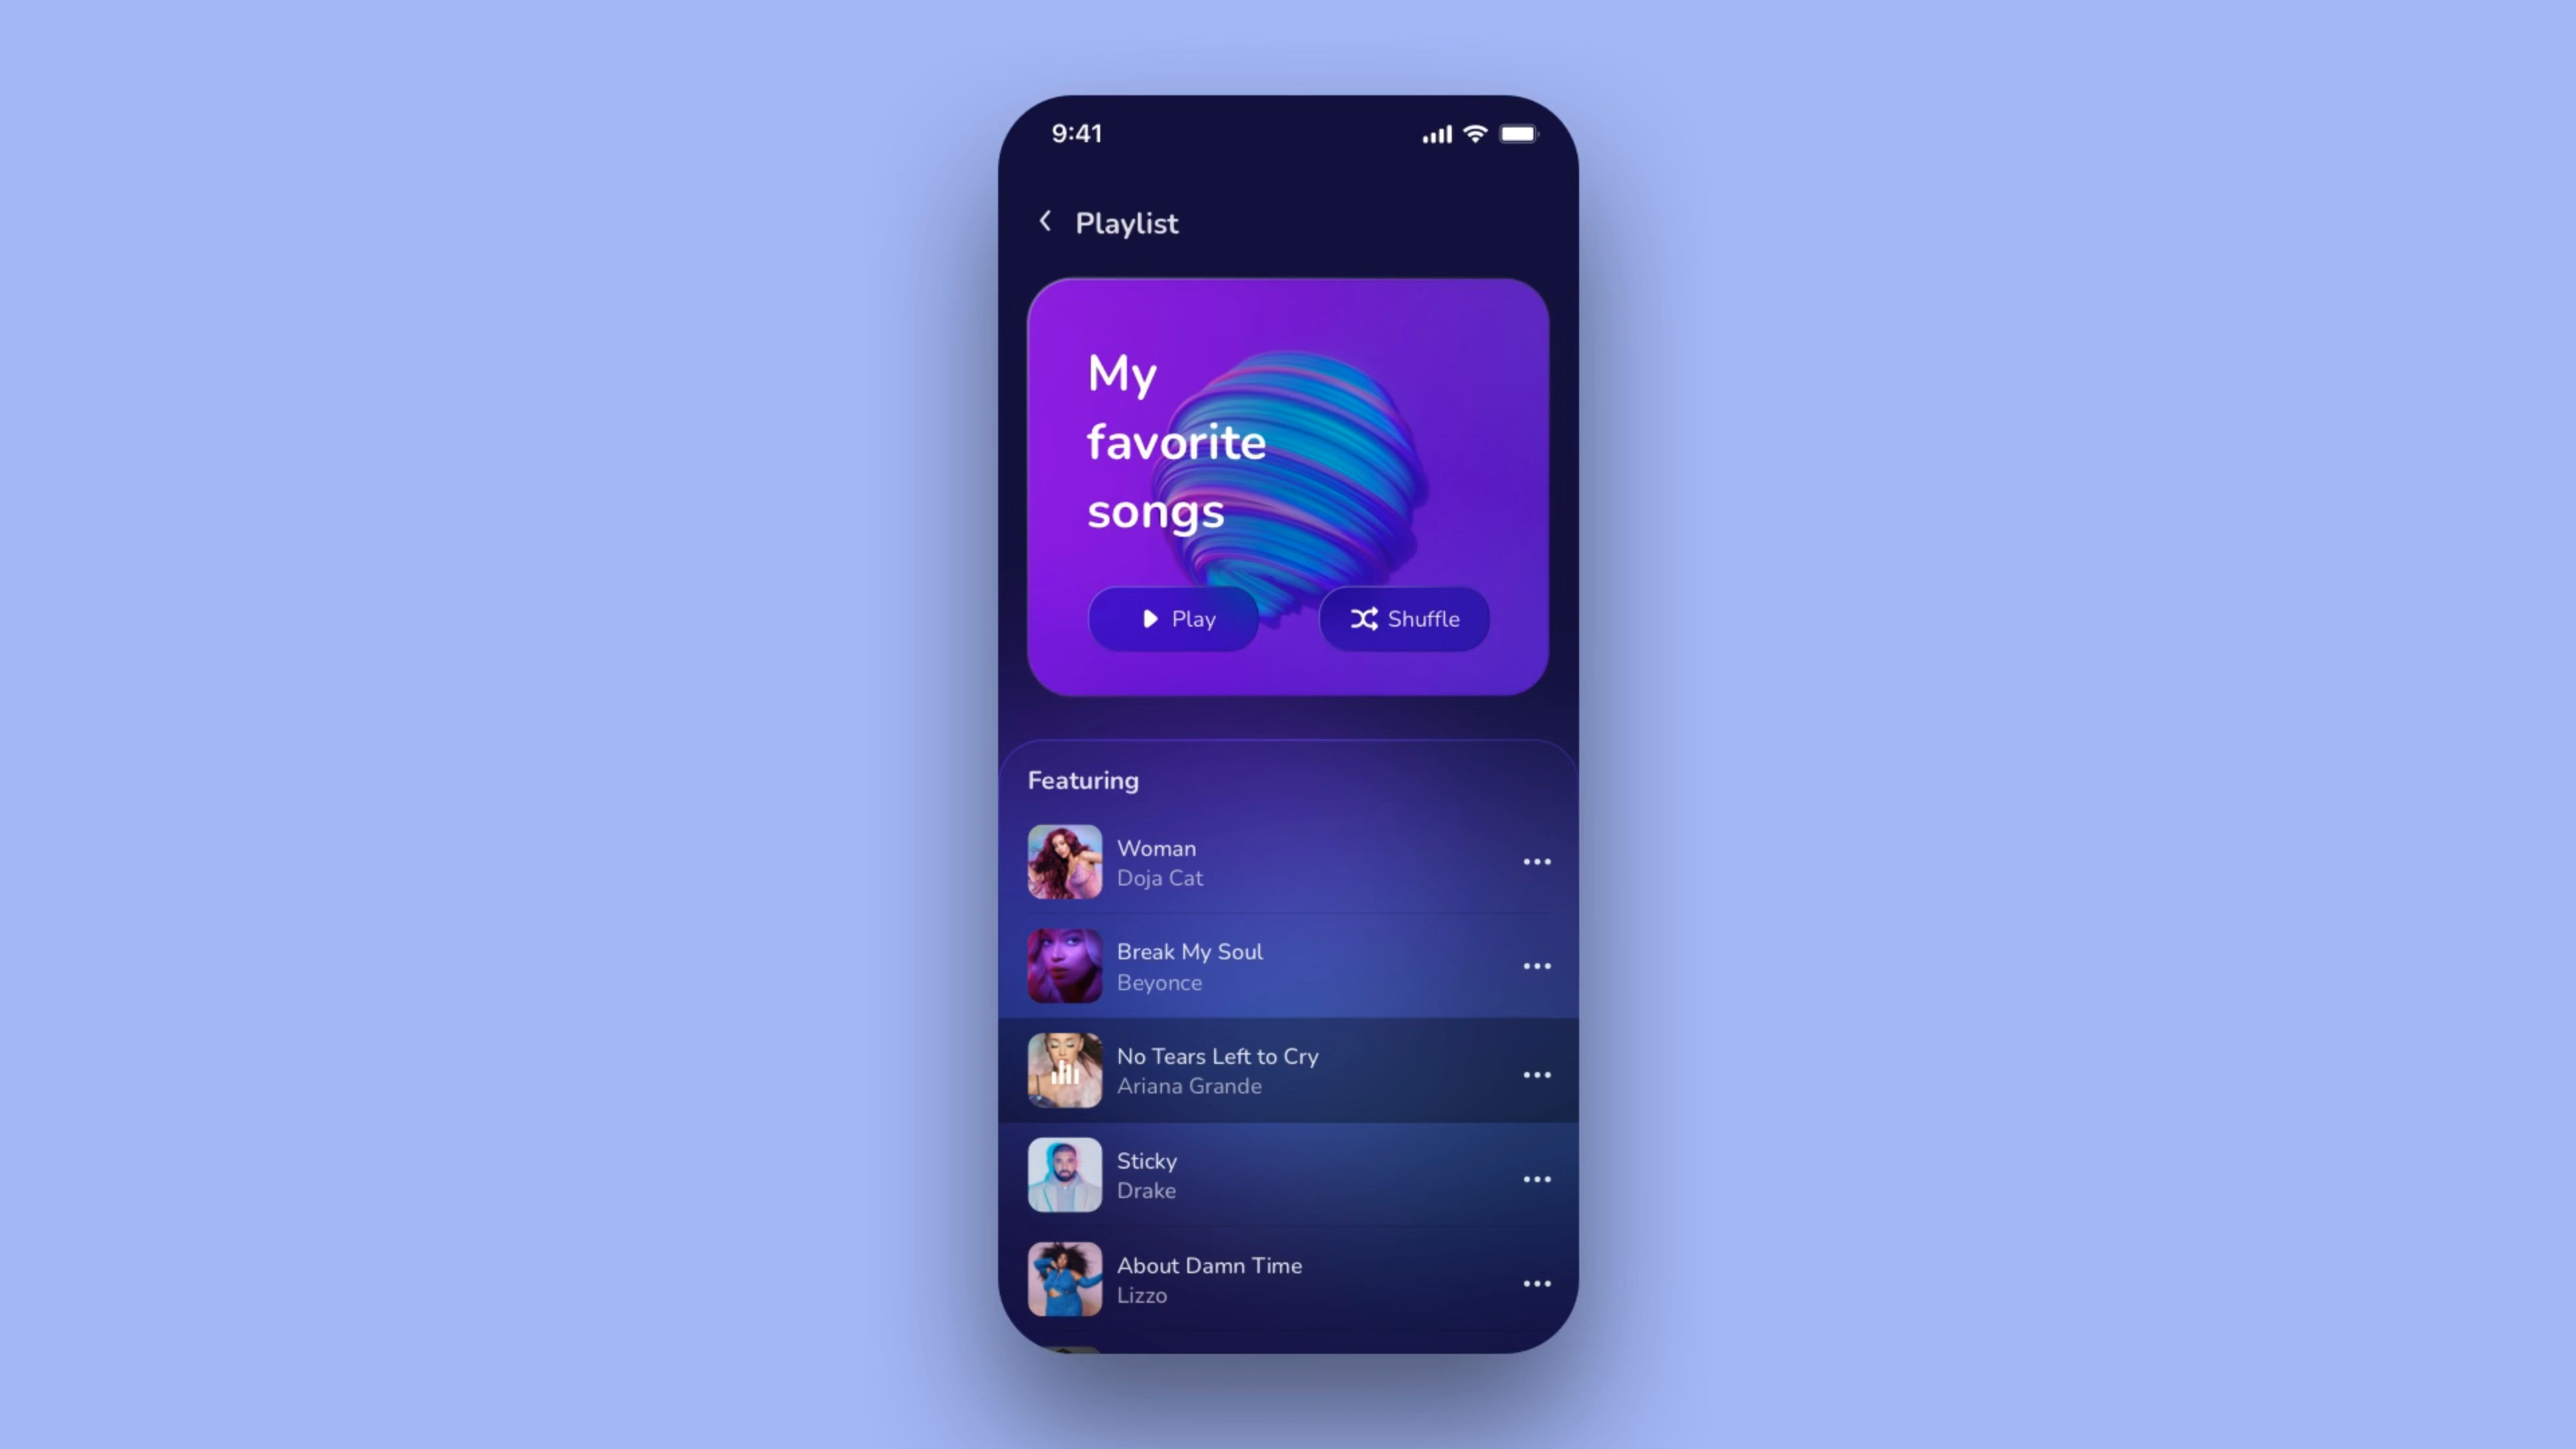 9:41
Playlist
My
favorite
songs
Play
Shuffle
Featuring
Woman
Doja Cat
Break My Soul
Beyonce
No Tears Left to Cry
Ariana Grande
Sticky
Drake
About Damn Time
Lizzo